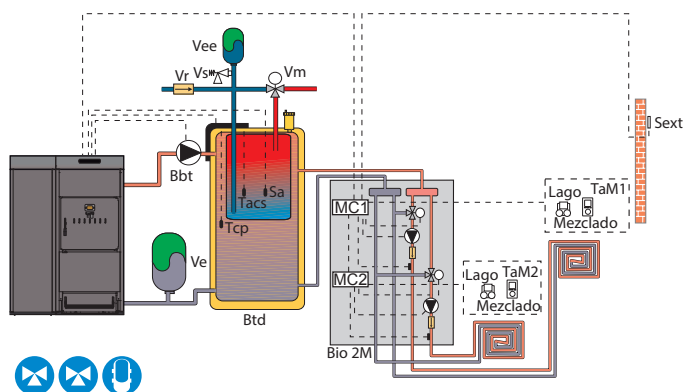 Vee
Vs
Vm
Vr
Sext
Bbt
Lago
TaM1
Sa
MC1
Tacs
Mezclado
Tcp
Ve
MC2
Lago
TaM2
Mezclado
Btd
Bio 2M